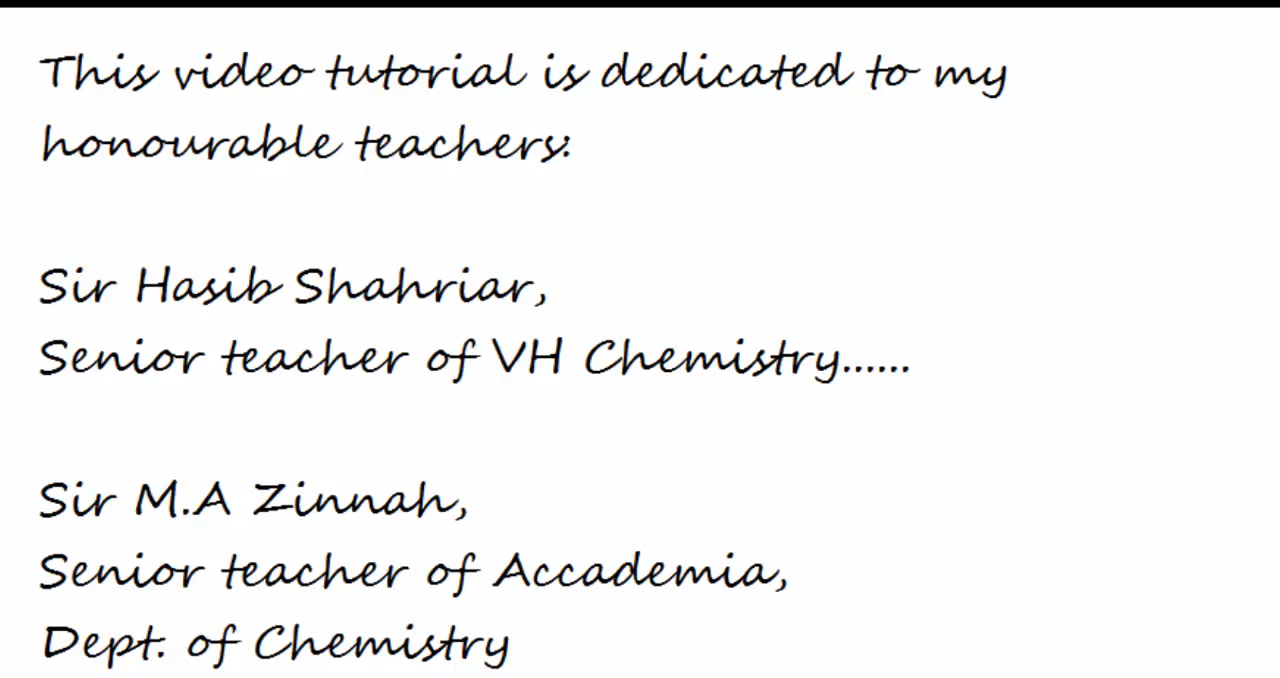 This video tutorial is dedicated to my
honourable teachers:
Sir Hasib Shahriar,
Senior teacher of VH Chemistry......
Sir M.A Zinnah,
Senior teacher of Accademia,
Dept. of Chemistry